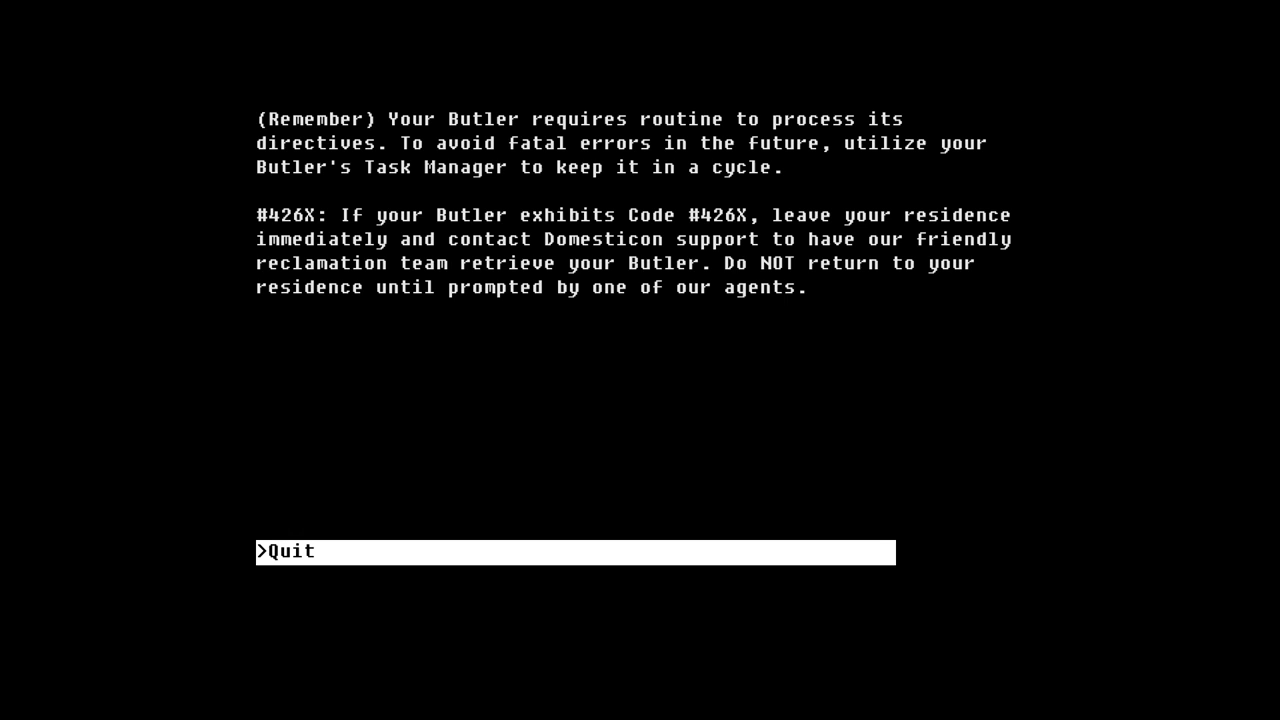 (Remember) Your Butler requires routine to process its
directives. To avoid fatal errors in the future, utilize your
Butler's Task Manager to keep it in a cycle.
#426X: If your Butler exhibits Code #426X, leave your residence
immediately and contact Domesticon support to have our friendly
reclamation team retrieve your Butler. Do NOT return to your
residence until prompted by one of our agents.
>Quit